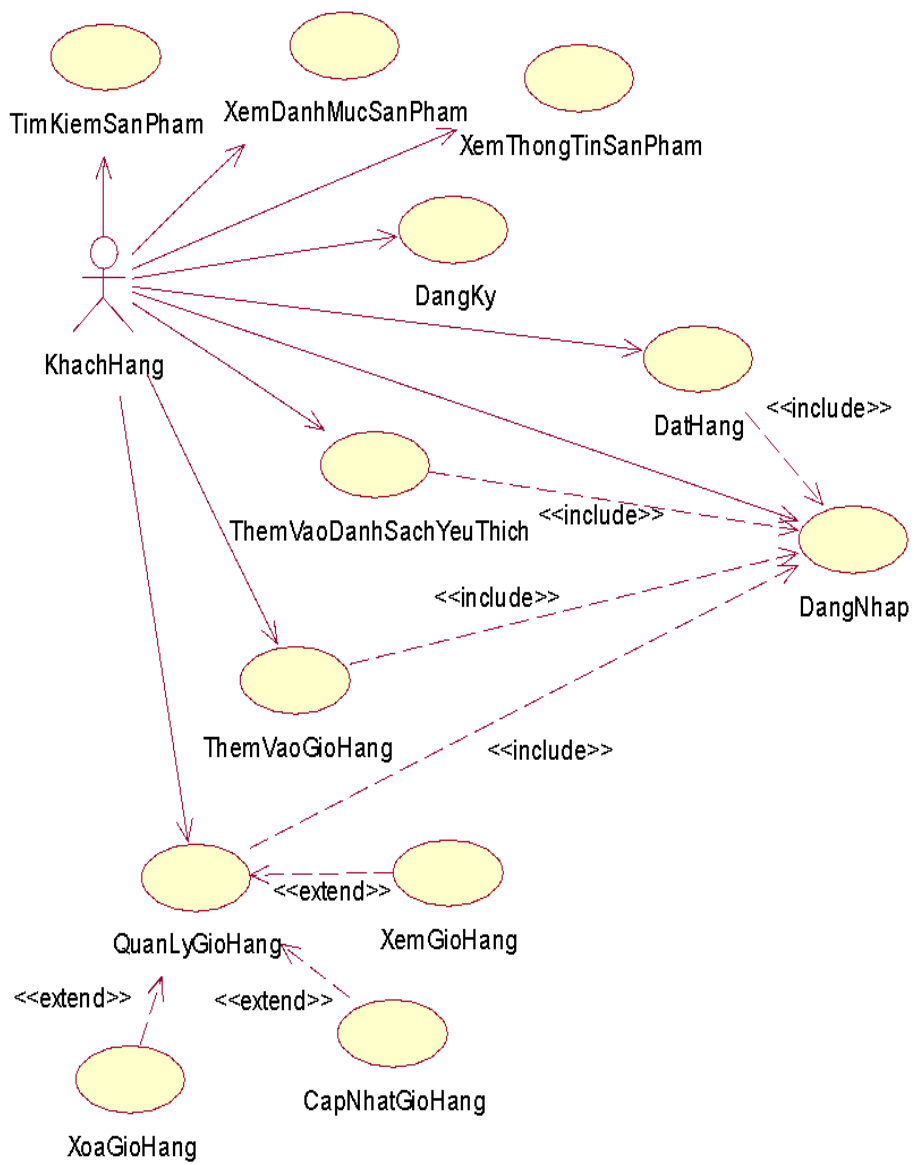 TimKiemSanPham
XemDanhMucSanPham
XemThongTinSanPham
DangKy
KhachHang
DatHang
<<include>>
ThemVaoDanhSachYeuThich
<<include>>
DangNhap
<<include>>
ThemVaoGioHang
<<include>>
<<extend>>
XemGioHang
QuanLyGioHang
<<extend>>
<<extend>>
CapNhatGioHang
XoaGioHang